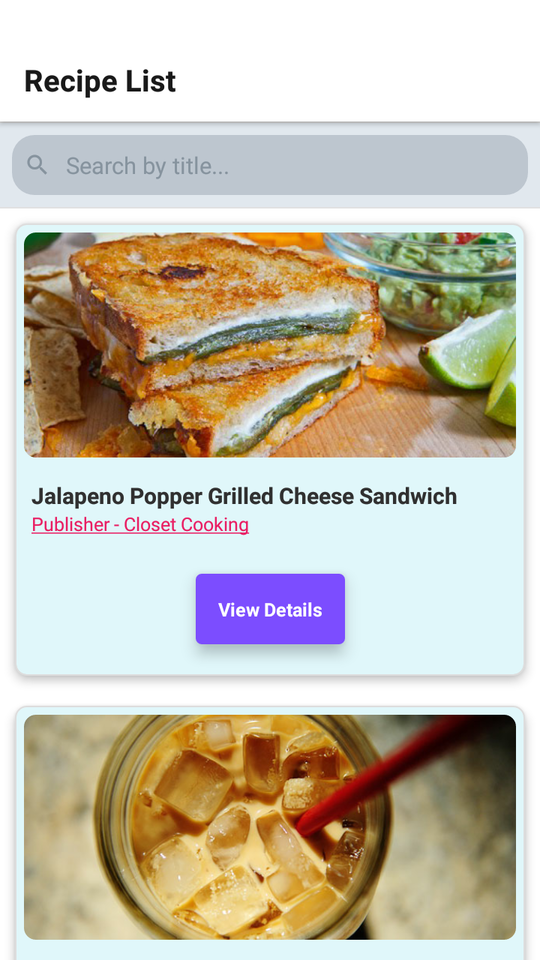 Recipe List
Search by title...
Jalapeno Popper Grilled Cheese Sandwich
Publisher - Closet Cooking
View Details